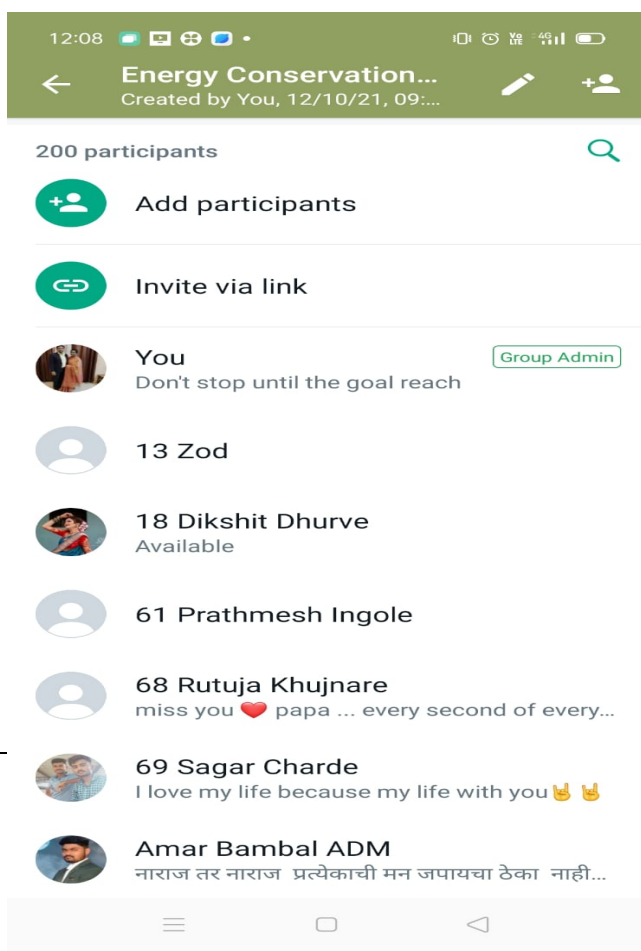 12:08
Vo LTE 4G
Energy Conservation...
Created by You, 12/10/21, 09:...
200 participants
Add participants
Invite via link
You
Group Admin
Don't stop until the goal reach
13 Zod
18 Dikshit Dhurve
Available
61 Prathmesh Ingole
68 Rutuja Khujnare
miss you ❤️ papa ... every second of every...
69 Sagar Charde
I love my life because my life with you🤘 🤘
Amar Bambal ADM
नाराज तर नाराज प्रत्येकाची मन जपायचा ठेका नाही...